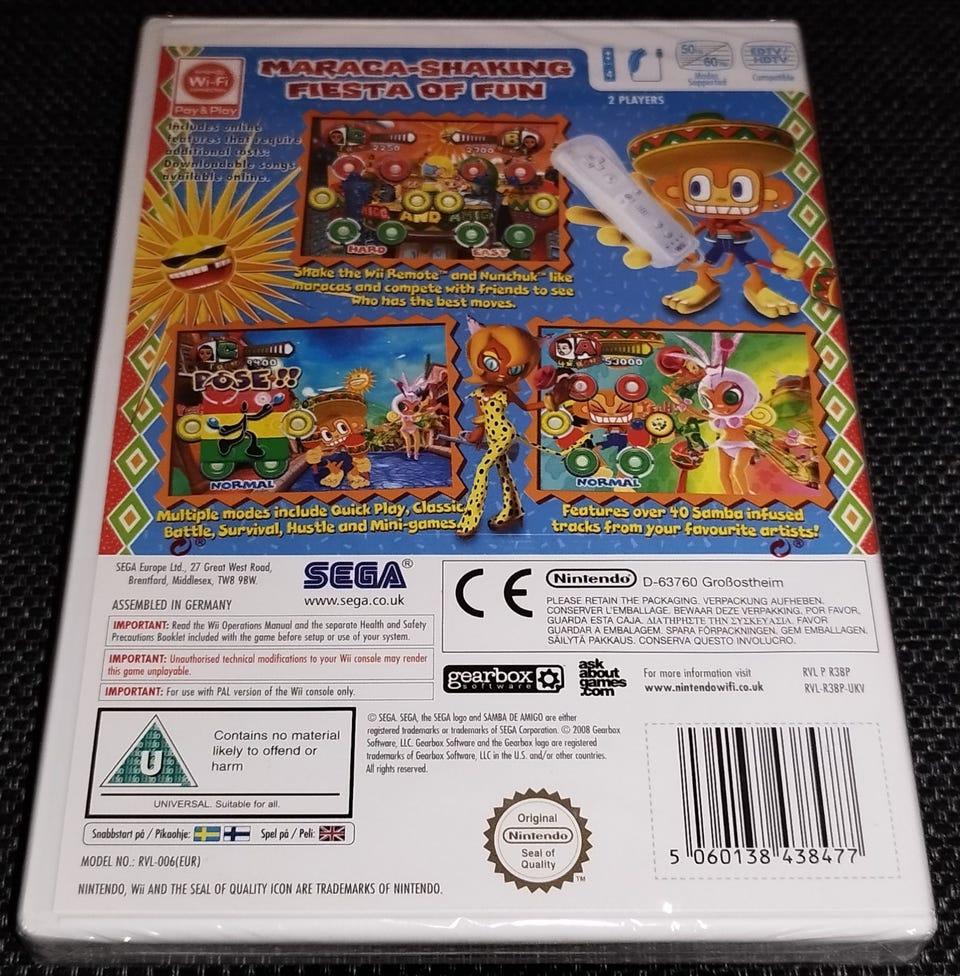 Wi-Fi
Pay & Play
MARACA-SHAKING
FIESTA OF FUN
4
50
60
Modes
Supported
EDTV/
HDTV
Compatible
2 PLAYERS
Includes online
features that require
additional costs:
Downloadable songs
available online.
2250
2700
AND
HARD
EASY
Shake the Wii Remote™ and Nunchuk™ like
maracas and compete with friends to see
who has the best moves.
C
POSE!!
NORMAL
A
NORMAL
Multiple modes include Quick Play, Classic,
Battle, Survival, Hustle and Mini-games.
Features over 40 Samba infused
tracks from your favourite artists!
SEGA Europe Ltd., 27 Great West Road,
Brentford, Middlesex, TW8 9BW.
ASSEMBLED IN GERMANY
SEGA®
www.sega.co.uk
IMPORTANT: Read the Wii Operations Manual and the separate Health and Safety
Precautions Booklet included with the game before setup or use of your system.
IMPORTANT: Unauthorised technical modifications to your Wii console may render
this game unplayable.
IMPORTANT: For use with PAL version of the Wii console only.
CE
Nintendo D-63760 Großostheim
PLEASE RETAIN THE PACKAGING. VERPACKUNG AUFHEBEN.
CONSERVER L'EMBALLAGE. BEWAAR DEZE VERPAKKING. POR FAVOR,
GUARDA ESTA CAJA. ΔΙΑΤΗΡΗΣΤΕ ΤΗΝ ΣΥΣΚΕΥΑΣΙΑ. FAVOR
GUARDAR A EMBALAGEM. SPARA FÖRPACKNINGEN. GEM EMBALLAGEN.
SÄILYTÄ PAKKAUS. CONSERVA QUESTO INVOLUCRO.
gearbox
software
ask
about
games
.com
For more information visit
www.nintendowifi.co.uk
RVL P R3BP
RVL-R3BP-UKV
U
Contains no material
likely to offend or
harm
UNIVERSAL. Suitable for all.
© SEGA. SEGA, the SEGA logo and SAMBA DE AMIGO are either
registered trademarks or trademarks of SEGA Corporation. © 2008 Gearbox
Software, LLC. Gearbox Software and the Gearbox logo are registered
trademarks of Gearbox Software, LLC in the U.S. and/or other countries.
All rights reserved.
Snabbstart på / Pikaohje:
Spel på / Peli:
MODEL NO.: RVL-006(EUR)
NINTENDO, Wii AND THE SEAL OF QUALITY ICON ARE TRADEMARKS OF NINTENDO.
Original
Nintendo
Seal of
Quality
TM
5 060138 438477